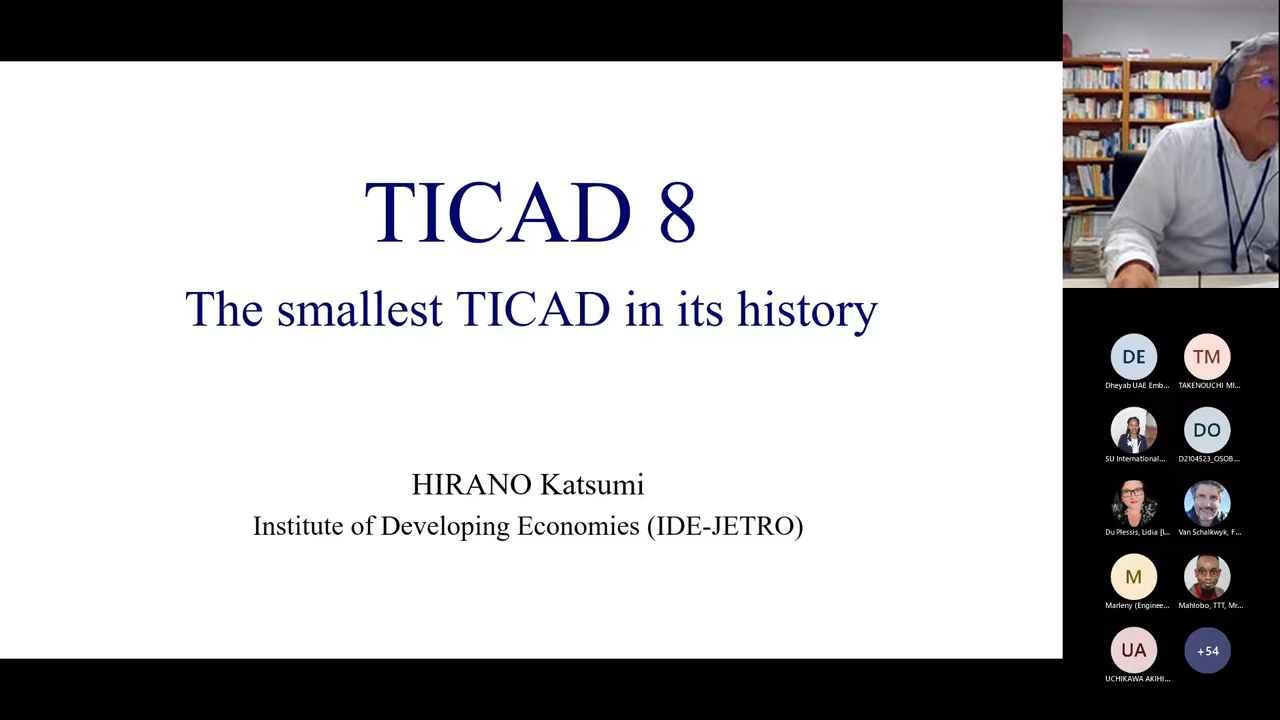 TICAD 8
The smallest TICAD in its history
HIRANO Katsumi
Institute of Developing Economies (IDE-JETRO)
DE
TM
Dheyab UAE Emb...
TAKENOUCHI MI...
DO
SU International...
D2104523_OSOB...
Du Plessis, Lidia [L...
Van Schalkwyk, F...
M
Marleny (Enginee...
Mahlobo, TTT, Mr...
UA
+54
UCHIKAWA AKIHI...